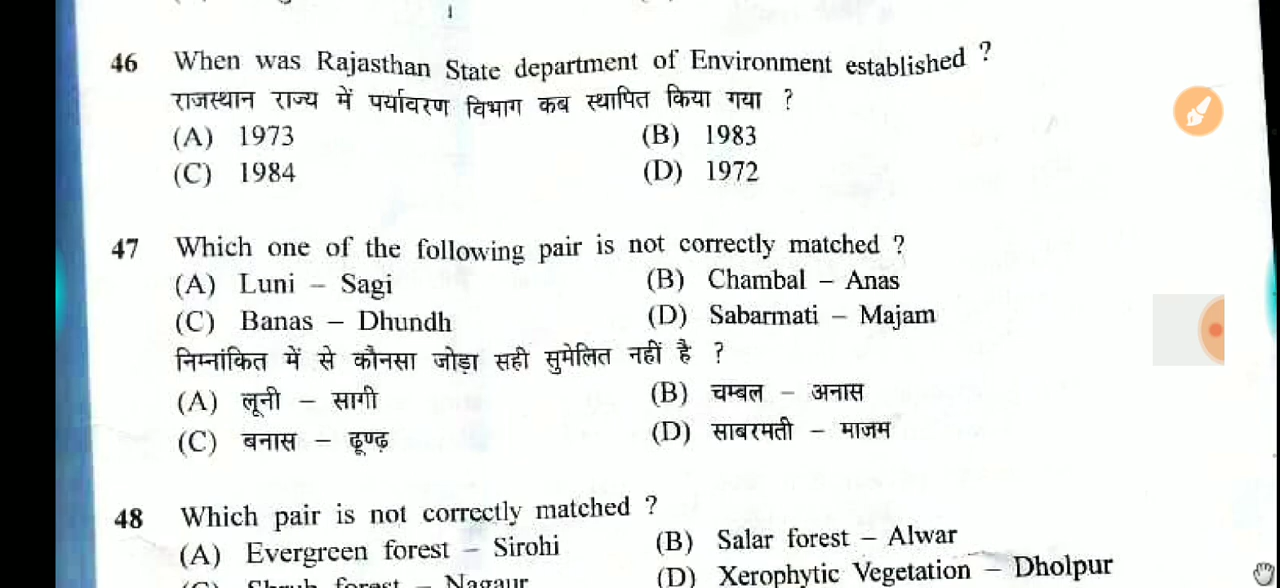 46 When was Rajasthan State department of Environment established ?
राजस्थान राज्य में पर्यावरण विभाग कब स्थापित किया गया ?
(A) 1973 (B) 1983
(C) 1984 (D) 1972
47 Which one of the following pair is not correctly matched ?
(A) Luni – Sagi (B) Chambal – Anas
(C) Banas – Dhundh (D) Sabarmati – Majam
निम्नांकित में से कौनसा जोड़ा सही सुमेलित नहीं है ?
(A) लूनी – सागी (B) चम्बल – अनास
(C) बनास – ढूण्ढ़ (D) साबरमती – माजम
48 Which pair is not correctly matched ?
(A) Evergreen forest – Sirohi (B) Salar forest – Alwar
(C) Shrub forest – Nagaur (D) Xerophytic Vegetation – Dholpur